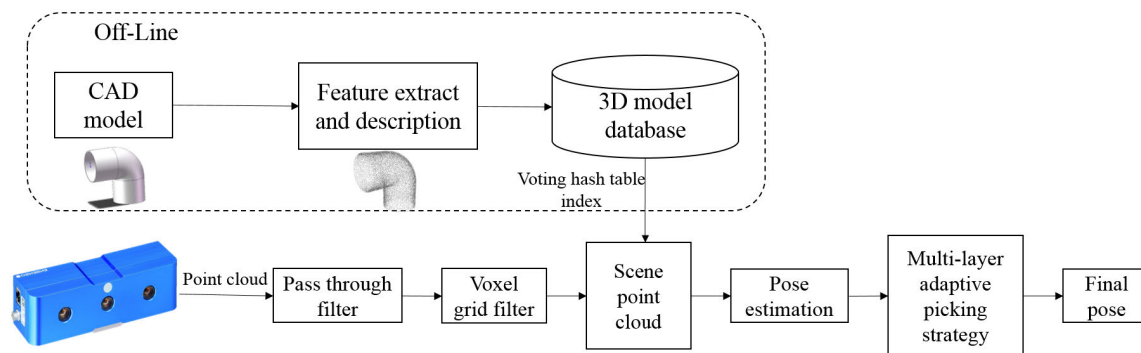 Off-Line
CAD
model
Feature extract
and description
3D model
database
Voting hash table
index
Point cloud
Pass through
filter
Voxel
grid filter
Scene
point
cloud
Pose
estimation
Multi-layer
adaptive
picking
strategy
Final
pose